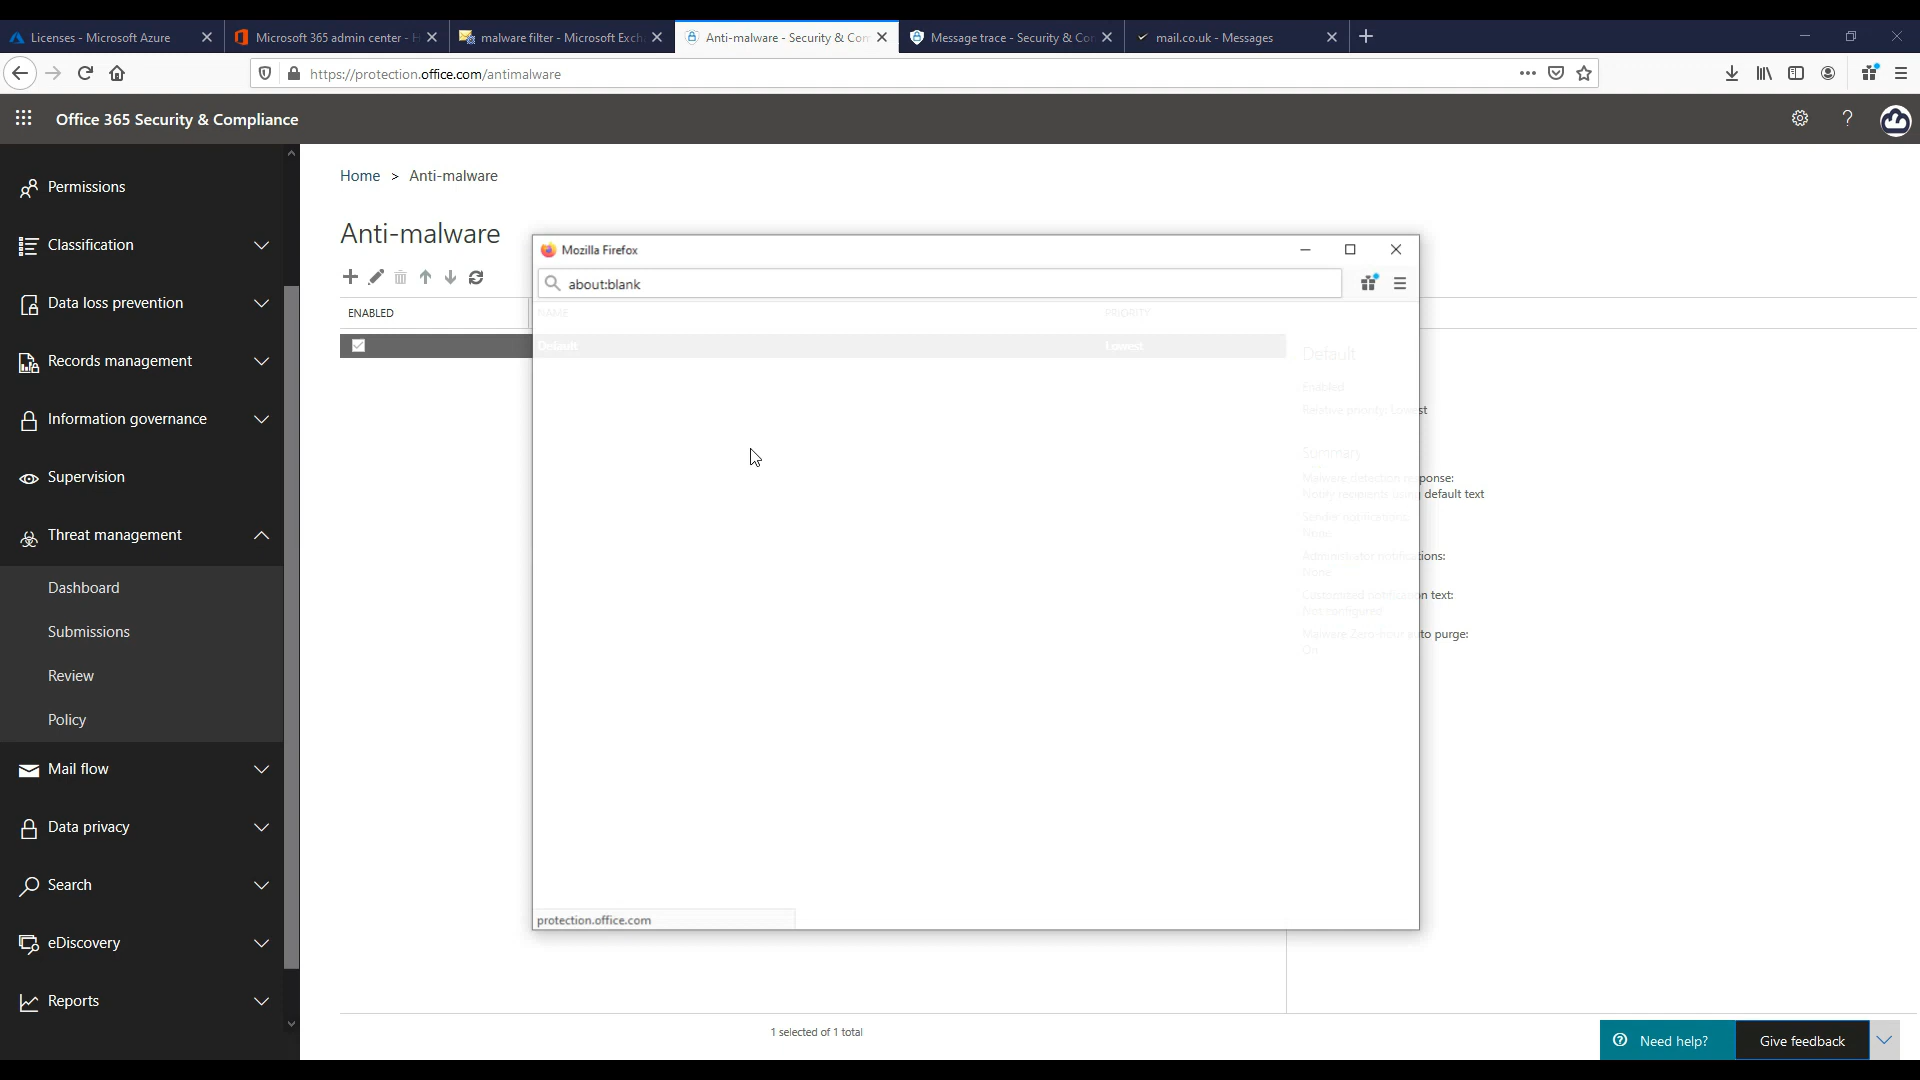 Licenses - Microsoft Azure
Microsoft 365 admin center - H
malware filter - Microsoft Exch
Anti-malware - Security & Com
Message trace - Security & Con
mail.co.uk - Messages
https://protection.office.com/antimalware
Office 365 Security & Compliance
Permissions
Classification
Data loss prevention
Records management
Information governance
Supervision
Threat management
Dashboard
Submissions
Review
Policy
Mail flow
Data privacy
Search
eDiscovery
Reports
Home > Anti-malware
Anti-malware
ENABLED
Mozilla Firefox
about:blank
NAME
PRIORITY
Default
Lowest
Default
Enabled
Relative priority: Lowest
Summary
Malware detection response:
Notify recipients using default text
Sender notifications:
None
Administrator notifications:
None
Customized notification text:
Not configured
Malware Zero-hour auto purge:
On
protection.office.com
1 selected of 1 total
Need help?
Give feedback